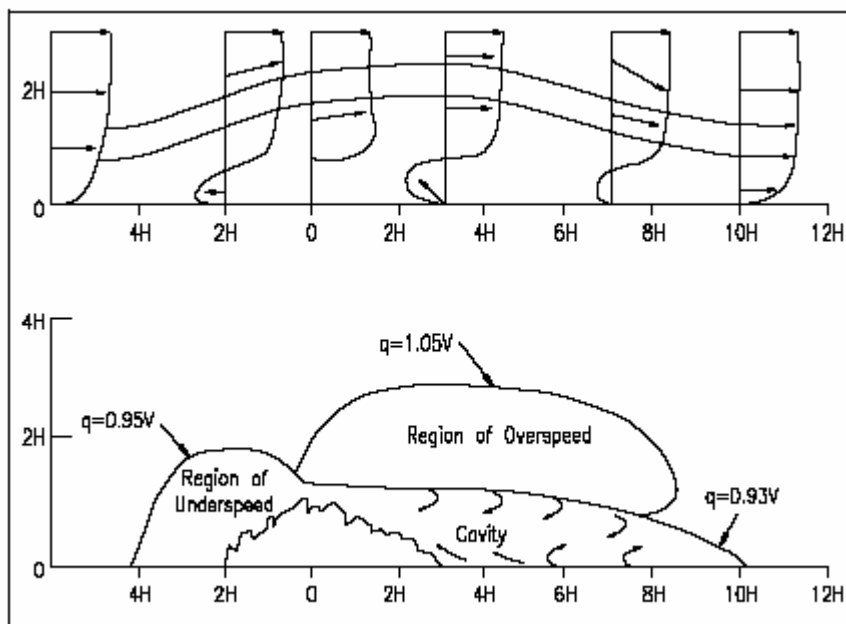 2H
0
4H 2H 0 2H 4H 6H 8H 10H 12H
4H
q=1.05V
2H
q=0.95V
Region of Overspeed
Region of
Underspeed
q=0.93V
Cavity
0
4H 2H 0 2H 4H 6H 8H 10H 12H